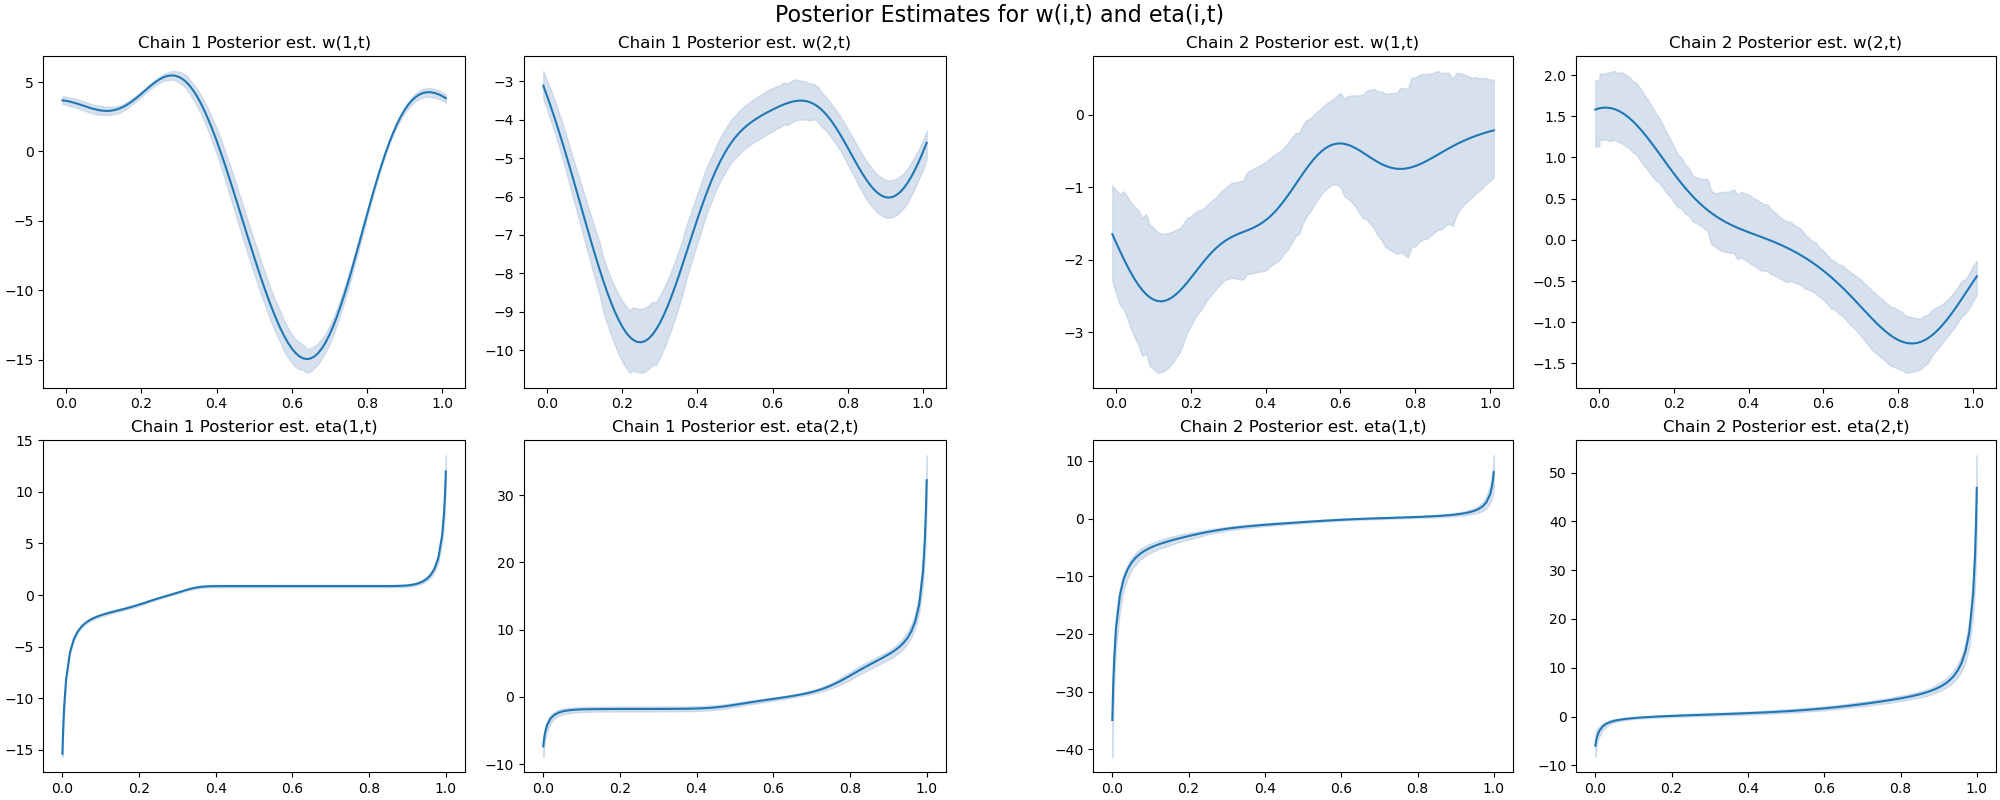 Posterior Estimates for w(i,t) and eta(i,t)
Chain 1 Posterior est. w(1,t)
5
0
−5
−10
−15
0.0 0.2 0.4 0.6 0.8 1.0
Chain 1 Posterior est. w(2,t)
−3
−4
−5
−6
−7
−8
−9
−10
0.0 0.2 0.4 0.6 0.8 1.0
Chain 2 Posterior est. w(1,t)
0
−1
−2
−3
0.0 0.2 0.4 0.6 0.8 1.0
Chain 2 Posterior est. w(2,t)
2.0
1.5
1.0
0.5
0.0
−0.5
−1.0
−1.5
0.0 0.2 0.4 0.6 0.8 1.0
Chain 1 Posterior est. eta(1,t)
15
10
5
0
−5
−10
−15
0.0 0.2 0.4 0.6 0.8 1.0
Chain 1 Posterior est. eta(2,t)
30
20
10
0
−10
0.0 0.2 0.4 0.6 0.8 1.0
Chain 2 Posterior est. eta(1,t)
10
0
−10
−20
−30
−40
0.0 0.2 0.4 0.6 0.8 1.0
Chain 2 Posterior est. eta(2,t)
50
40
30
20
10
0
−10
0.0 0.2 0.4 0.6 0.8 1.0